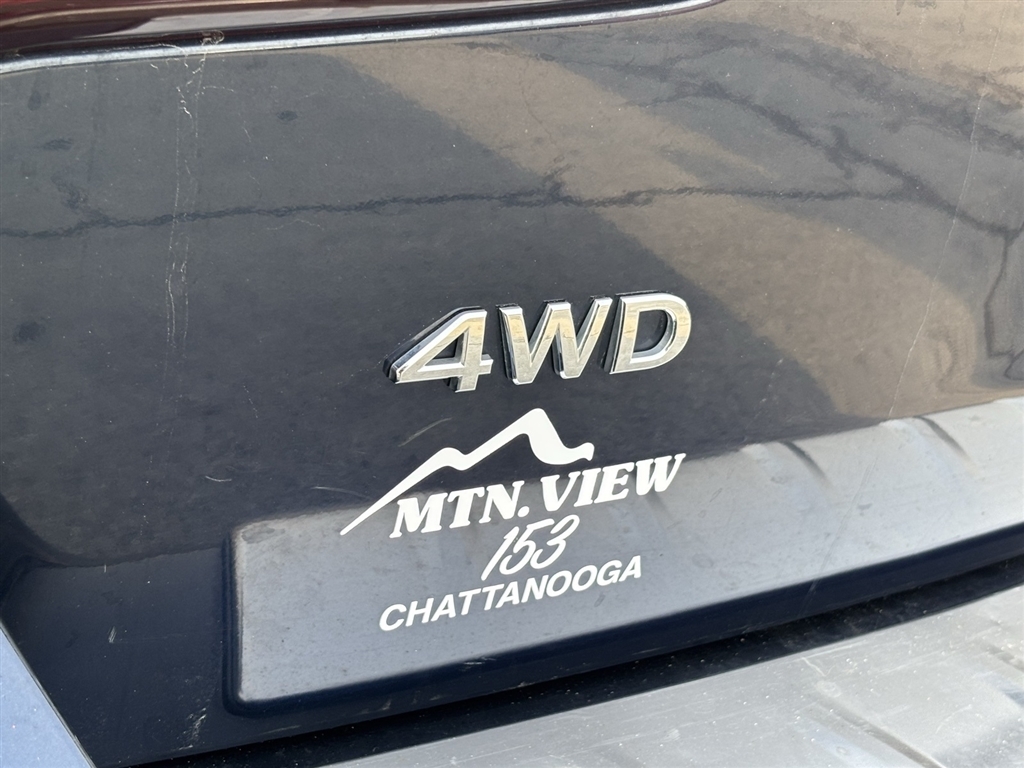 4WD
MTN. VIEW
153
CHATTANOOGA